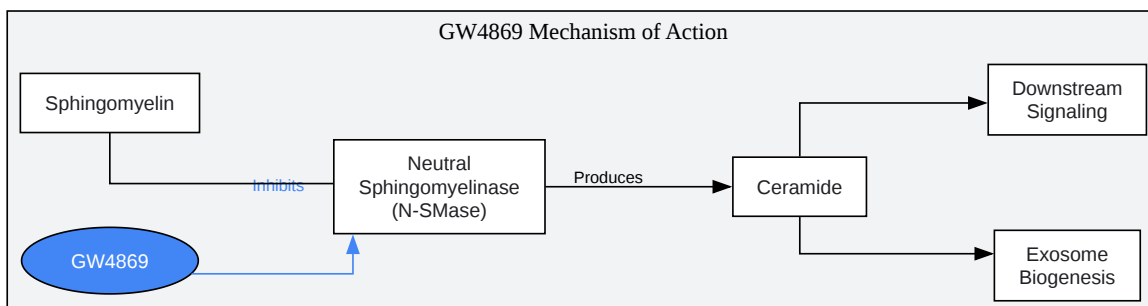 GW4869 Mechanism of Action
Sphingomyelin
Downstream
Signaling
Neutral
Sphingomyelinase
(N-SMase)
Inhibits
Produces
Ceramide
GW4869
Exosome
Biogenesis